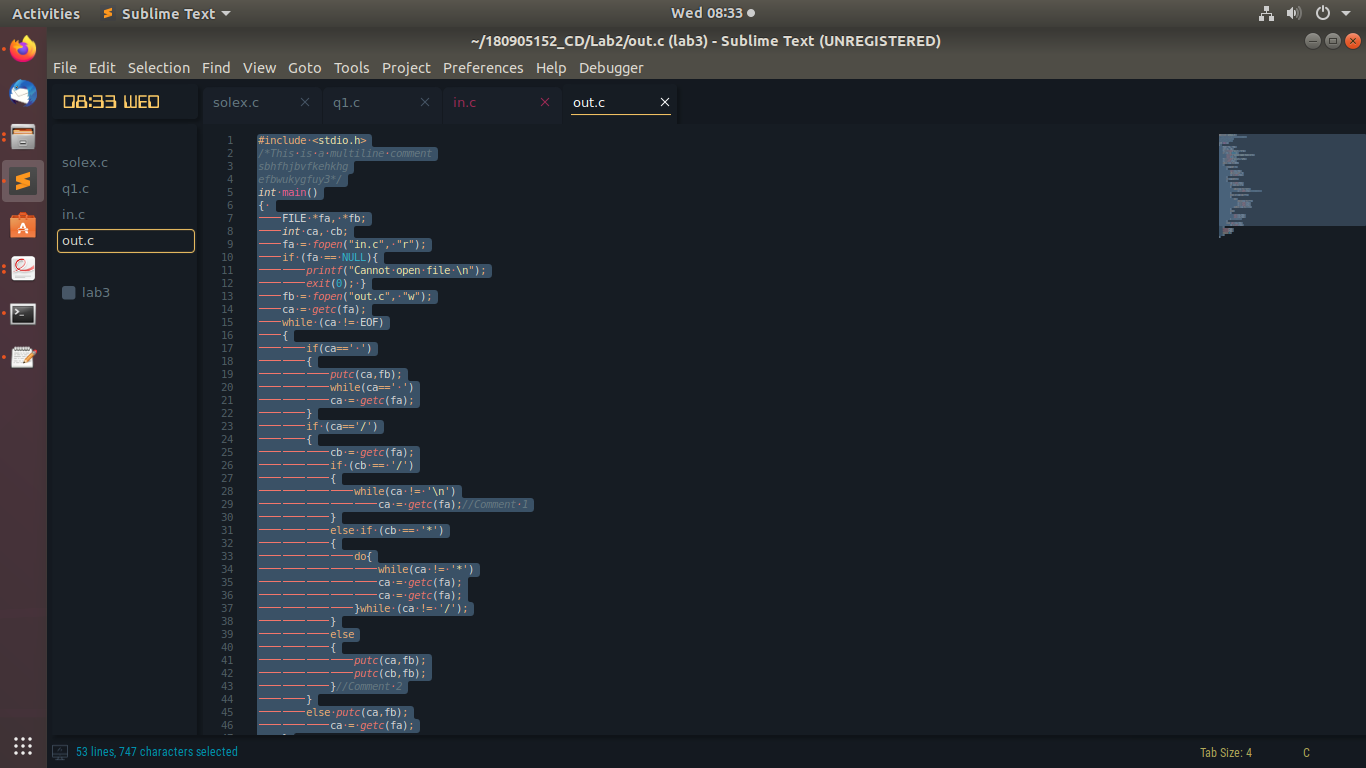 Activities Sublime Text Wed 08:33
~/180905152_CD/Lab2/out.c (lab3) - Sublime Text (UNREGISTERED)
File Edit Selection Find View Goto Tools Project Preferences Help Debugger
08:33 WED
solex.c
q1.c
in.c
out.c
lab3
solex.c × q1.c × in.c × out.c ×
1 #include <stdio.h>
2 /*This is a multiline comment
3 sbhfhjbvfkehkhg
4 efbwukygfuy3*/
5 int main()
6 {
7 FILE *fa, *fb;
8 int ca, cb;
9 fa = fopen("in.c", "r");
10 if (fa == NULL){
11 printf("Cannot open file \n");
12 exit(0); }
13 fb = fopen("out.c", "w");
14 ca = getc(fa);
15 while (ca != EOF)
16 {
17 if(ca==' ')
18 {
19 putc(ca,fb);
20 while(ca==' ')
21 ca = getc(fa);
22 }
23 if (ca=='/')
24 {
25 cb = getc(fa);
26 if (cb == '/')
27 {
28 while(ca != '\n')
29 ca = getc(fa);//Comment 1
30 }
31 else if (cb == '*')
32 {
33 do{
34 while(ca != '*')
35 ca = getc(fa);
36 ca = getc(fa);
37 }while (ca != '/');
38 }
39 else
40 {
41 putc(ca,fb);
42 putc(cb,fb);
43 }//Comment 2
44 }
45 else putc(ca,fb);
46 ca = getc(fa);
53 lines, 747 characters selected
Tab Size: 4 C